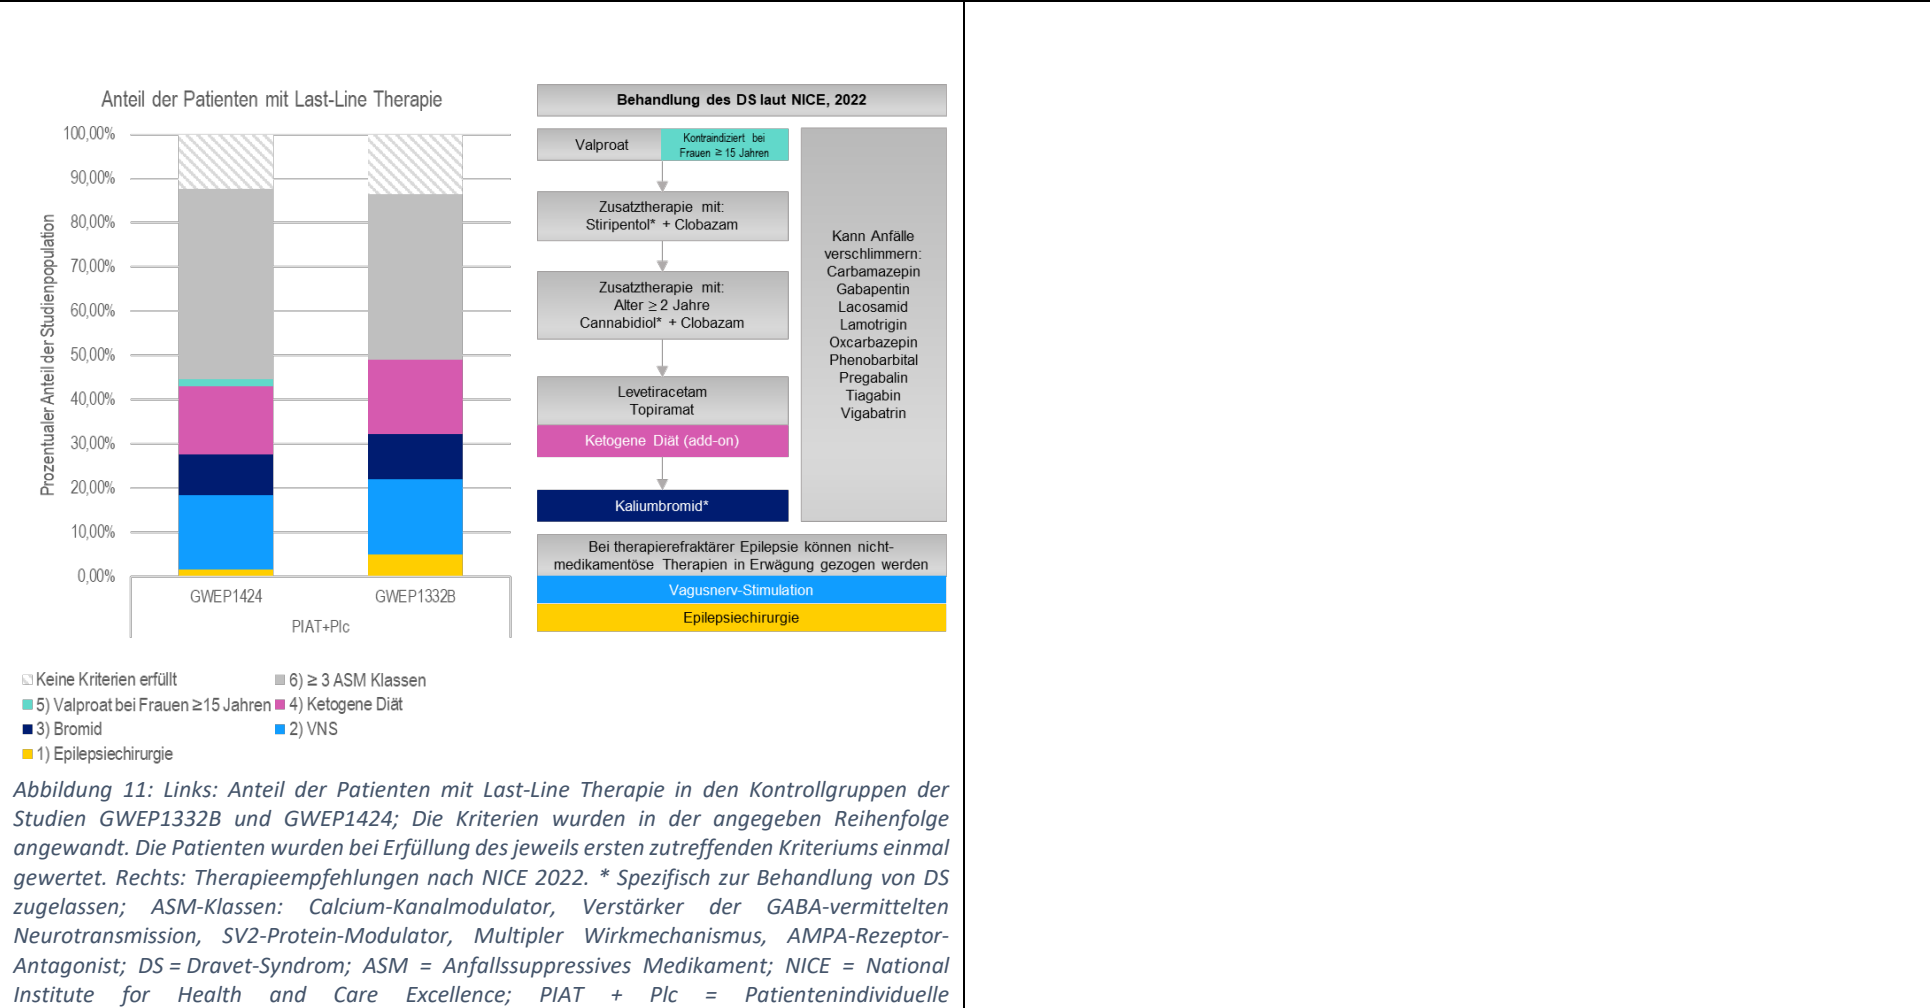 Anteil der Patienten mit Last-Line Therapie
100,00%
90,00%
80,00%
70,00%
60,00%
50,00%
40,00%
30,00%
20,00%
10,00%
0,00%
Prozentualer Anteil der Studienpopulation
GWEP1424
GWEP1332B
PIAT+Plc
Keine Kriterien erfüllt
6) ≥ 3 ASM Klassen
5) Valproat bei Frauen ≥15 Jahren
4) Ketogene Diät
3) Bromid
2) VNS
1) Epilepsiechirurgie
Behandlung des DS laut NICE, 2022
Valproat
Kontraindiziert bei
Frauen ≥ 15 Jahren
Zusatztherapie mit:
Stiripentol* + Clobazam
Zusatztherapie mit:
Alter ≥ 2 Jahre
Cannabidiol* + Clobazam
Levetiracetam
Topiramat
Ketogene Diät (add-on)
Kaliumbromid*
Kann Anfälle
verschlimmern:
Carbamazepin
Gabapentin
Lacosamid
Lamotrigin
Oxcarbazepin
Phenobarbital
Pregabalin
Tiagabin
Vigabatrin
Bei therapierefraktärer Epilepsie können nicht-
medikamentöse Therapien in Erwägung gezogen werden
Vagusnerv-Stimulation
Epilepsiechirurgie
Abbildung 11: Links: Anteil der Patienten mit Last-Line Therapie in den Kontrollgruppen der
Studien GWEP1332B und GWEP1424; Die Kriterien wurden in der angegeben Reihenfolge
angewandt. Die Patienten wurden bei Erfüllung des jeweils ersten zutreffenden Kriteriums einmal
gewertet. Rechts: Therapieempfehlungen nach NICE 2022. * Spezifisch zur Behandlung von DS
zugelassen; ASM-Klassen: Calcium-Kanalmodulator, Verstärker der GABA-vermittelten
Neurotransmission, SV2-Protein-Modulator, Multipler Wirkmechanismus, AMPA-Rezeptor-
Antagonist; DS = Dravet-Syndrom; ASM = Anfallssuppressives Medikament; NICE = National
Institute for Health and Care Excellence; PIAT + Plc = Patientenindividuelle